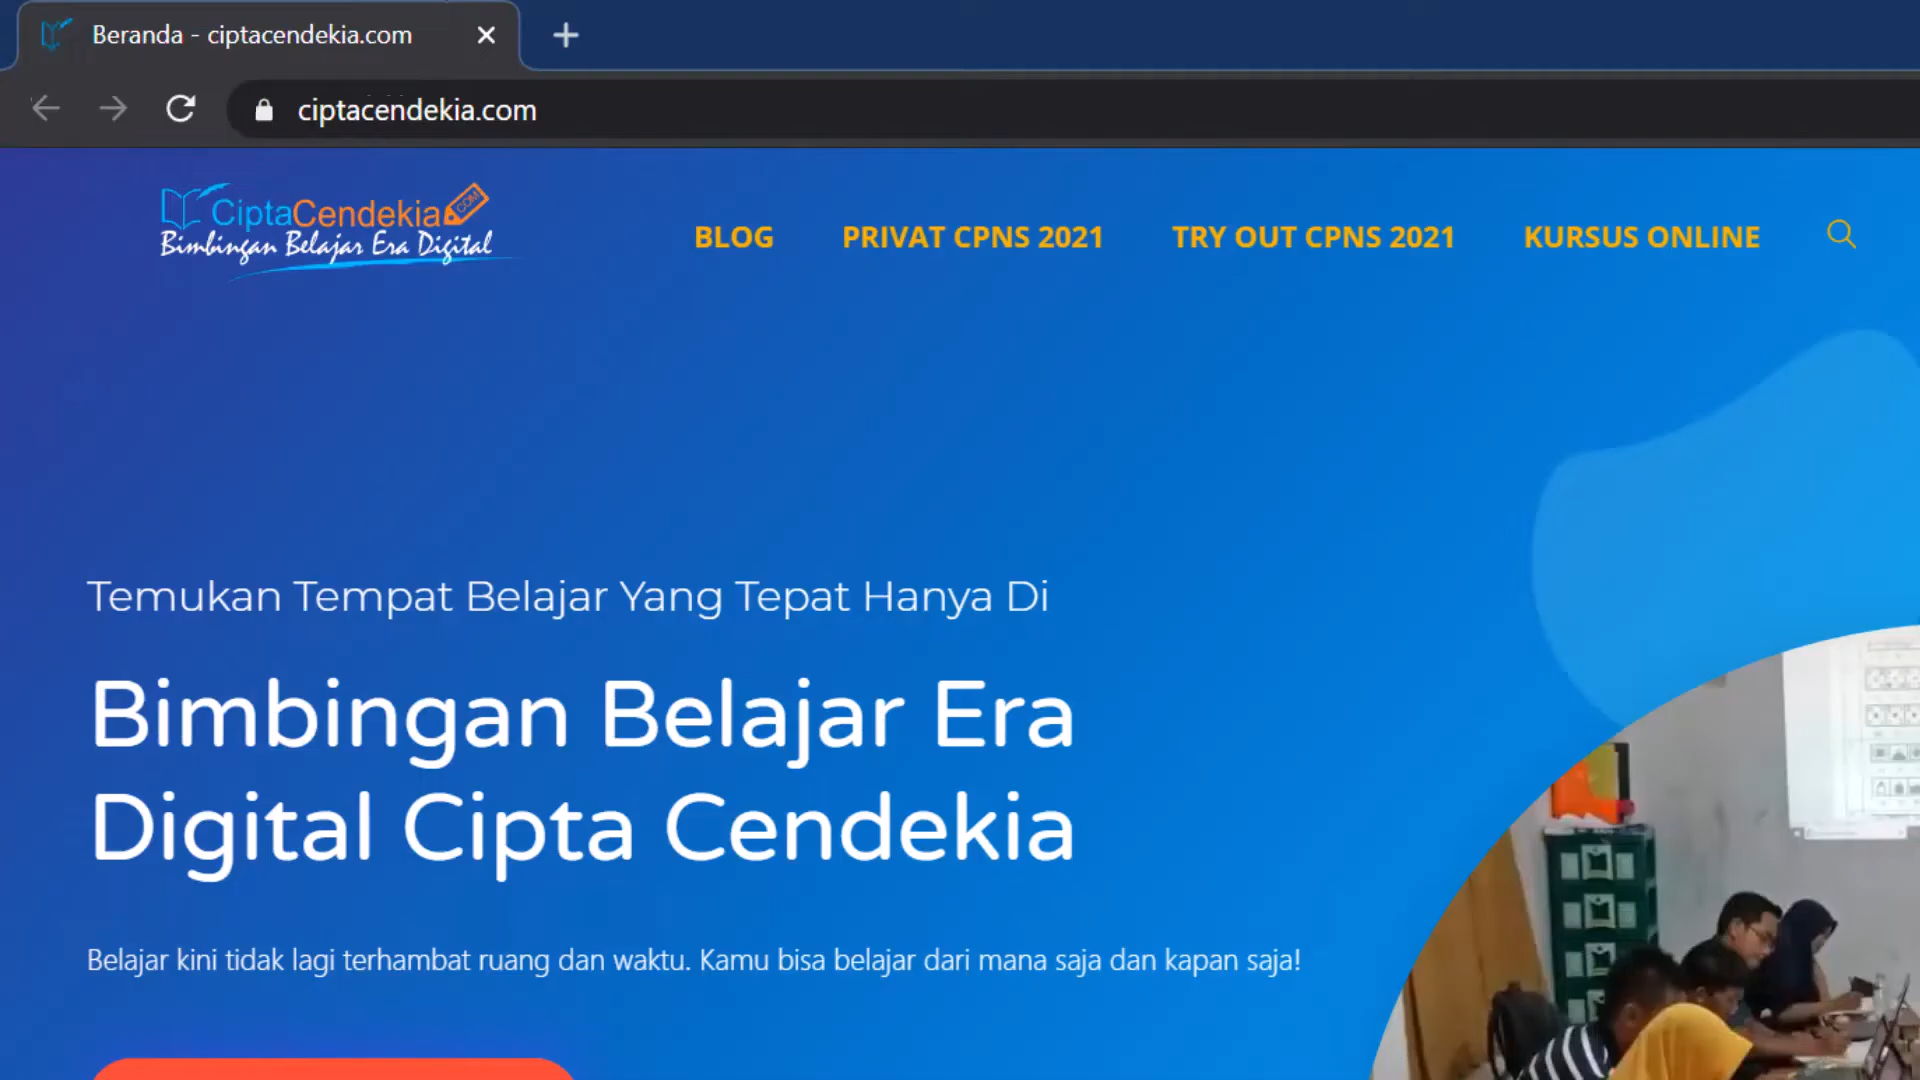 Beranda - ciptacendekia.com
ciptacendekia.com
CiptaCendekia.COM
Bimbingan Belajar Era Digital
BLOG
PRIVAT CPNS 2021
TRY OUT CPNS 2021
KURSUS ONLINE
Temukan Tempat Belajar Yang Tepat Hanya Di
Bimbingan Belajar Era
Digital Cipta Cendekia
Belajar kini tidak lagi terhambat ruang dan waktu. Kamu bisa belajar dari mana saja dan kapan saja!